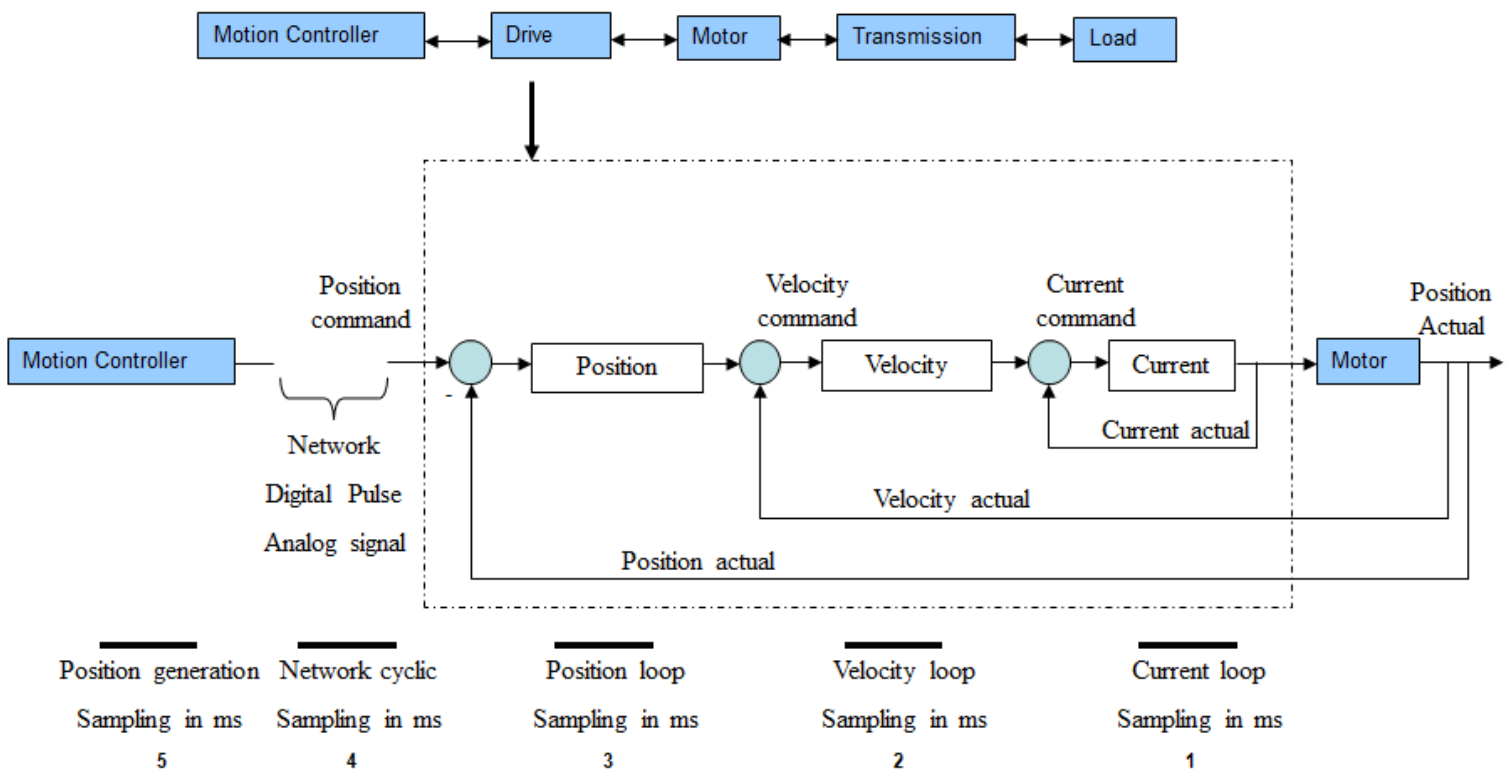 Motion Controller
Drive
Motor
Transmission
Load
Position
command
Velocity
command
Current
command
Position
Actual
Motion Controller
Position
Velocity
Current
Motor
-
Current actual
Network
Digital Pulse
Analog signal
Velocity actual
Position actual
Position generation
Sampling in ms
5
Network cyclic
Sampling in ms
4
Position loop
Sampling in ms
3
Velocity loop
Sampling in ms
2
Current loop
Sampling in ms
1